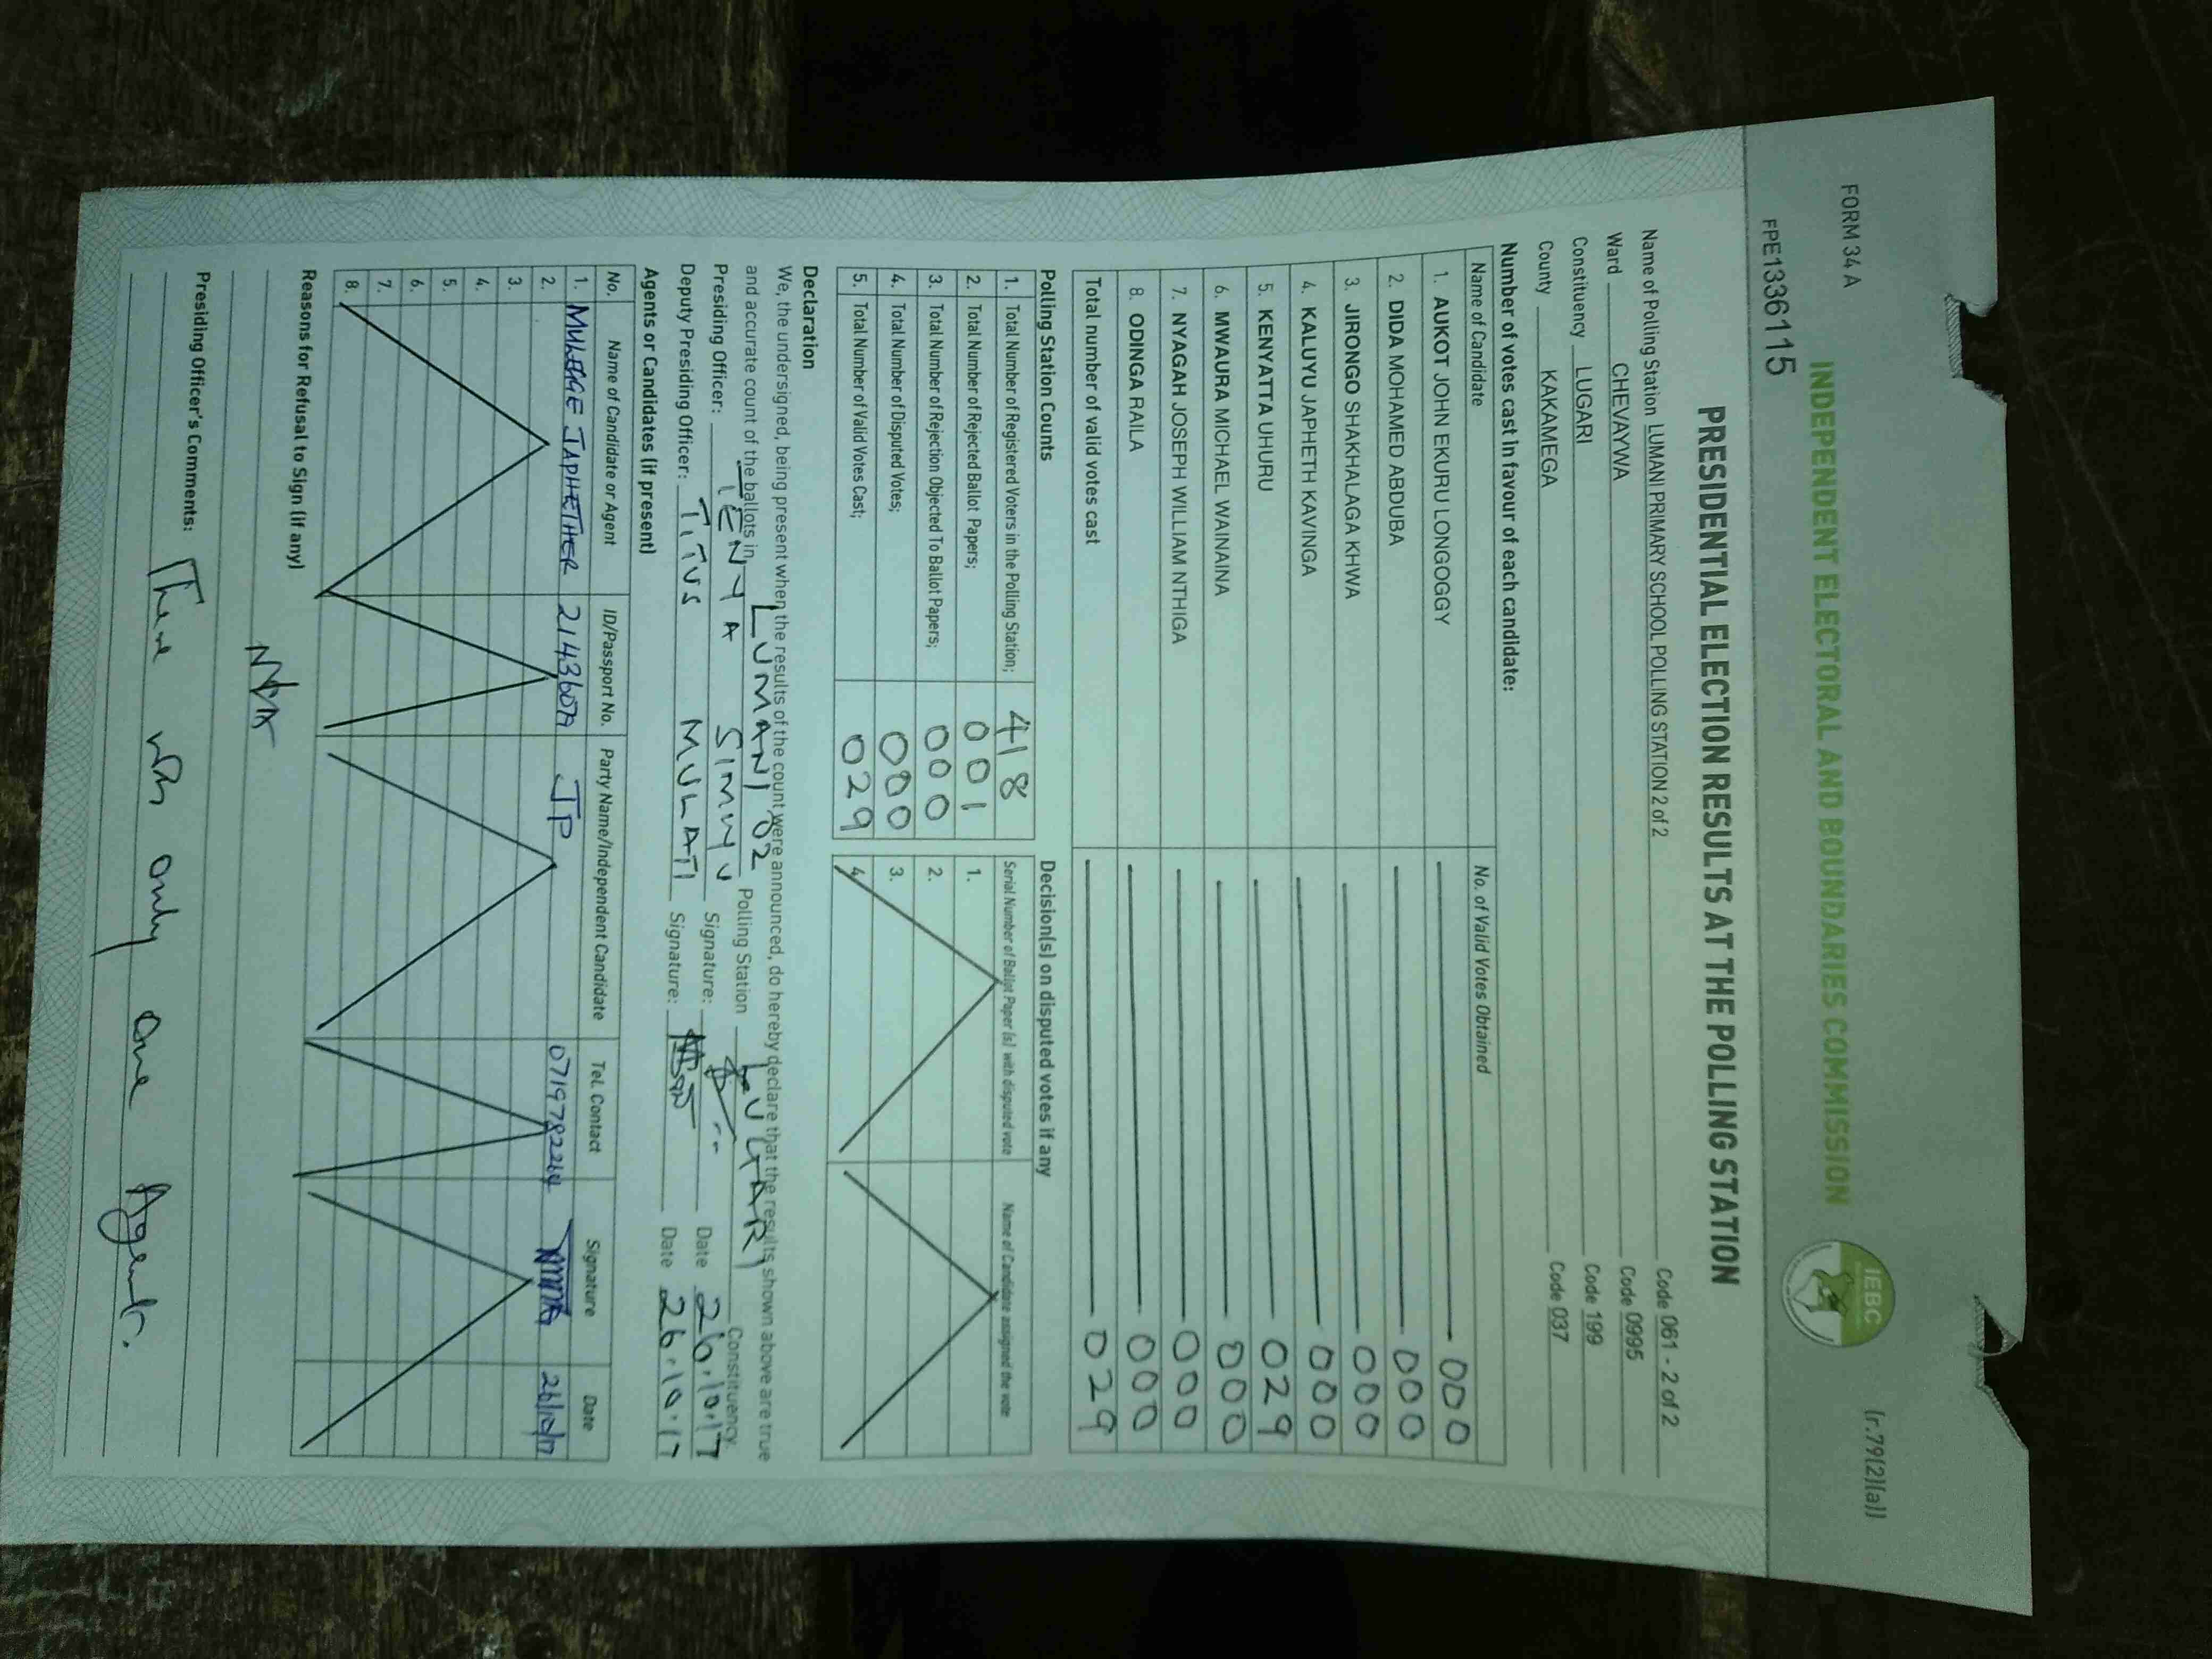 FORM 34 A
(r.79(2)(a))
INDEPENDENT ELECTORAL AND BOUNDARIES COMMISSION
IEBC
FPE1336115
PRESIDENTIAL ELECTION RESULTS AT THE POLLING STATION
Name of Polling Station LUMANI PRIMARY SCHOOL POLLING STATION 2 of 2 Code 061 - 2 of 2
Ward CHEVAYWA Code 0995
Constituency LUGARI Code 199
County KAKAMEGA Code 037
Number of votes cast in favour of each candidate:
Name of Candidate No. of Valid Votes Obtained
1. AUKOT JOHN EKURU LONGOGGY 000
2. DIDA MOHAMED ABDUBA 000
3. JIRONGO SHAKHALAGA KHWA 000
4. KALUYU JAPHETH KAVINGA 000
5. KENYATTA UHURU 029
6. MWAURA MICHAEL WAINAINA 000
7. NYAGAH JOSEPH WILLIAM NTHIGA 000
8. ODINGA RAILA 000
Total number of valid votes cast 029
Polling Station Counts
1. Total Number of Registered Voters in the Polling Station; 418
2. Total Number of Rejected Ballot Papers; 001
3. Total Number of Rejection Objected To Ballot Papers; 000
4. Total Number of Disputed Votes; 000
5. Total Number of Valid Votes Cast; 029
Decision(s) on disputed votes if any
Serial Number of Ballot Paper (s) with disputed vote Name of Candidate assigned the vote
1.
2.
3.
4.
Declaration
We, the undersigned, being present when the results of the count were announced, do hereby declare that the results shown above are true
and accurate count of the ballots in LUMANI 02 Polling Station LUGARI Constituency
Presiding Officer: TENYA SIMIYU Signature: Date 26.10.17
Deputy Presiding Officer: TITUS MULATI Signature: Date 26.10.17
Agents or Candidates (if present)
No. Name of Candidate or Agent ID/Passport No. Party Name/Independent Candidate Tel. Contact Signature Date
1. JAPHETHER JP 26/10/17
2.
3.
4.
5.
6.
7.
8.
Reasons for Refusal to Sign (if any)
N/A
Presiding Officer's Comments: There was only one Agent.